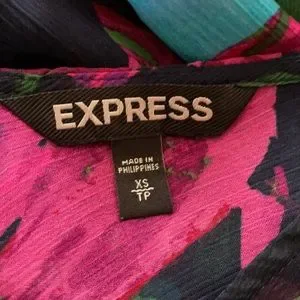 EXPRESS
MADE IN
PHILIPPINES
XS
TP